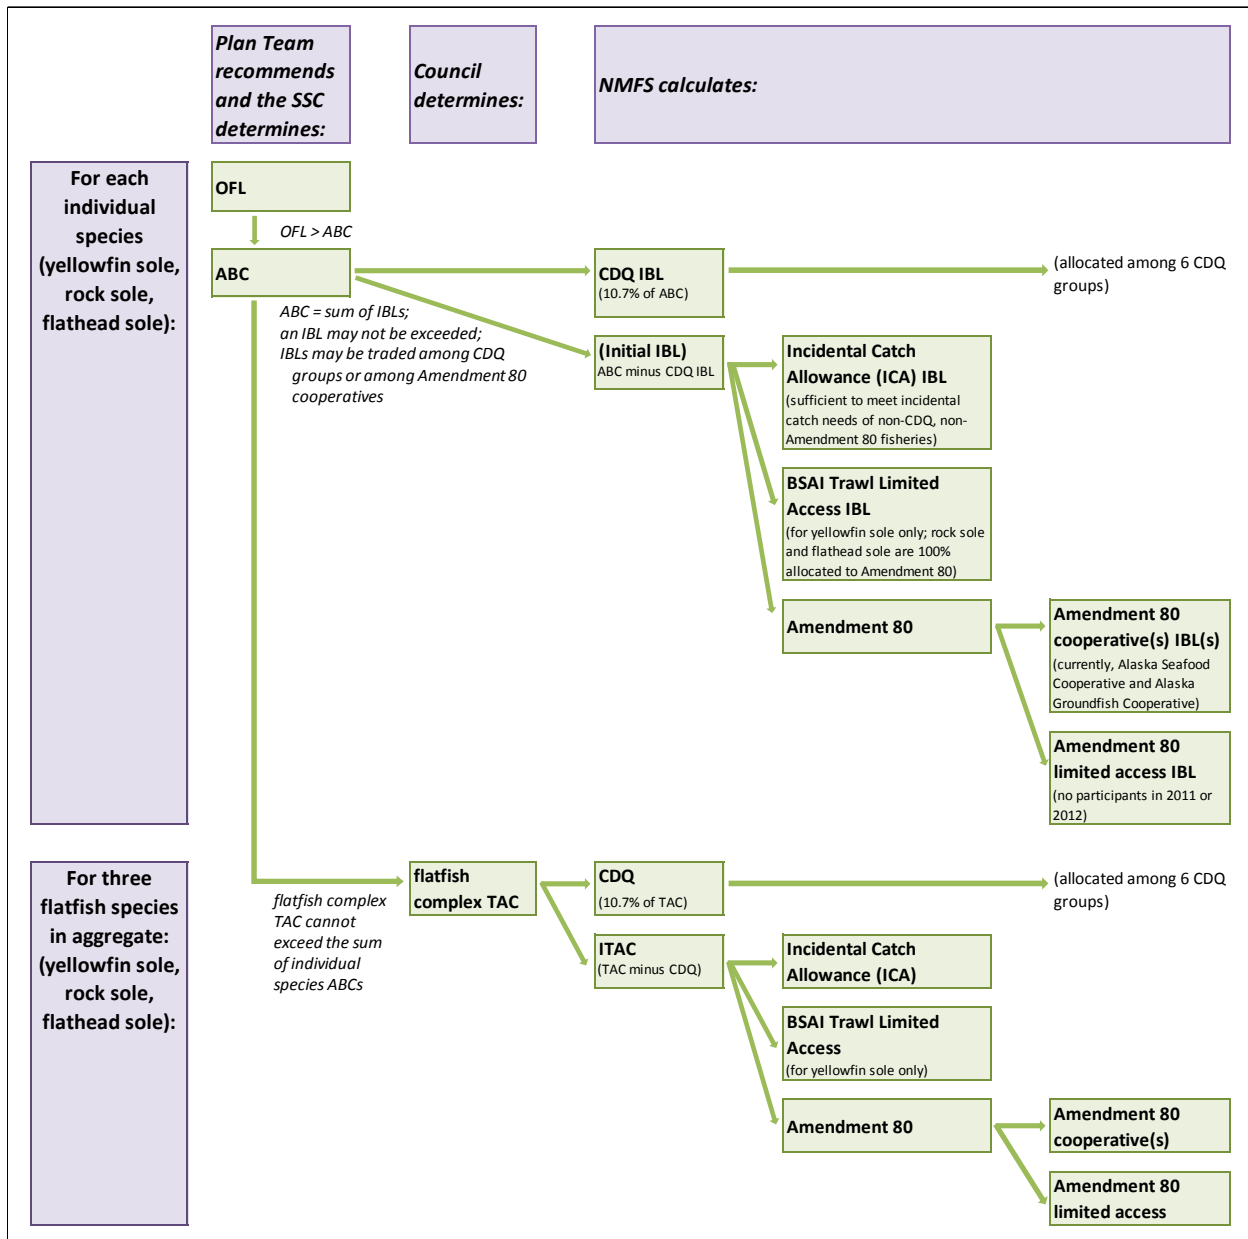 Plan Team
recommends
and the SSC
determines:
Council
determines:
NMFS calculates:
For each
individual
species
(yellowfin sole,
rock sole,
flathead sole):
OFL
OFL > ABC
ABC
ABC = sum of IBLs;
an IBL may not be exceeded;
IBLs may be traded among CDQ
groups or among Amendment 80
cooperatives
CDQ IBL
(10.7% of ABC)
(allocated among 6 CDQ
groups)
(Initial IBL)
ABC minus CDQ IBL
Incidental Catch
Allowance (ICA) IBL
(sufficient to meet incidental
catch needs of non-CDQ, non-
Amendment 80 fisheries)
BSAI Trawl Limited
Access IBL
(for yellowfin sole only; rock sole
and flathead sole are 100%
allocated to Amendment 80)
Amendment 80
Amendment 80
cooperative(s) IBL(s)
(currently, Alaska Seafood
Cooperative and Alaska
Groundfish Cooperative)
Amendment 80
limited access IBL
(no participants in 2011 or
2012)
For three
flatfish species
in aggregate:
(yellowfin sole,
rock sole,
flathead sole):
flatfish complex
TAC cannot
exceed the sum
of individual
species ABCs
flatfish
complex TAC
CDQ
(10.7% of TAC)
(allocated among 6 CDQ
groups)
ITAC
(TAC minus CDQ)
Incidental Catch
Allowance (ICA)
BSAI Trawl Limited
Access
(for yellowfin sole only)
Amendment 80
Amendment 80
cooperative(s)
Amendment 80
limited access